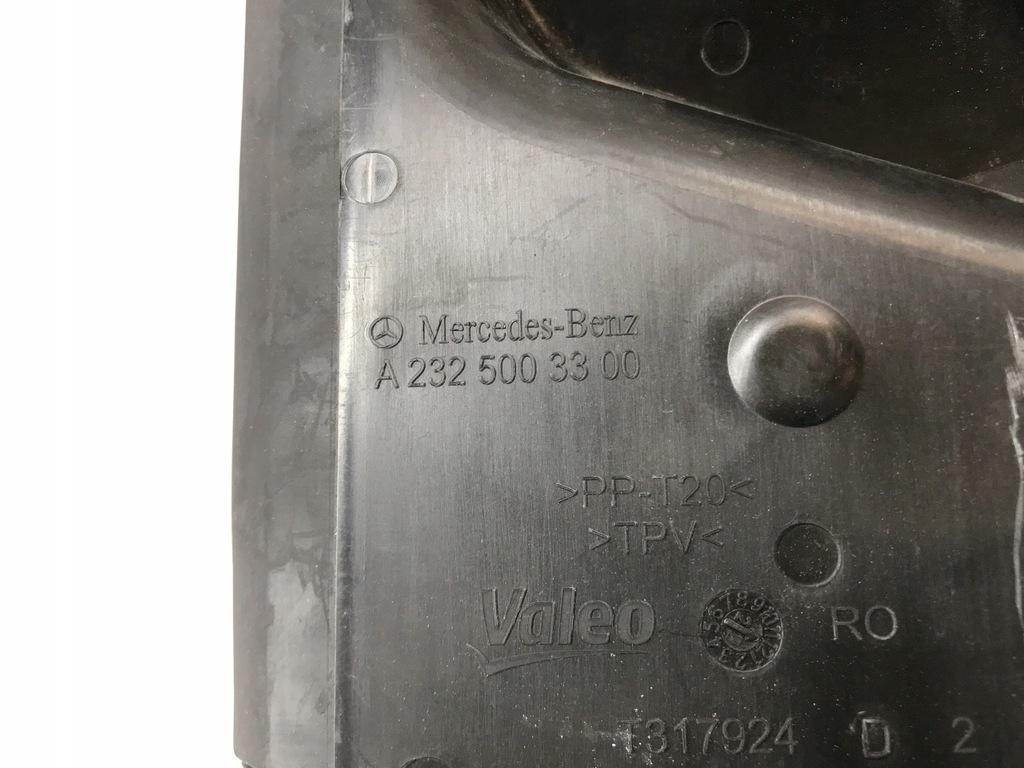 Mercedes-Benz
A 232 500 33 00
>PP-T20<
>TPV<
Valeo
RO
T317924 D 2